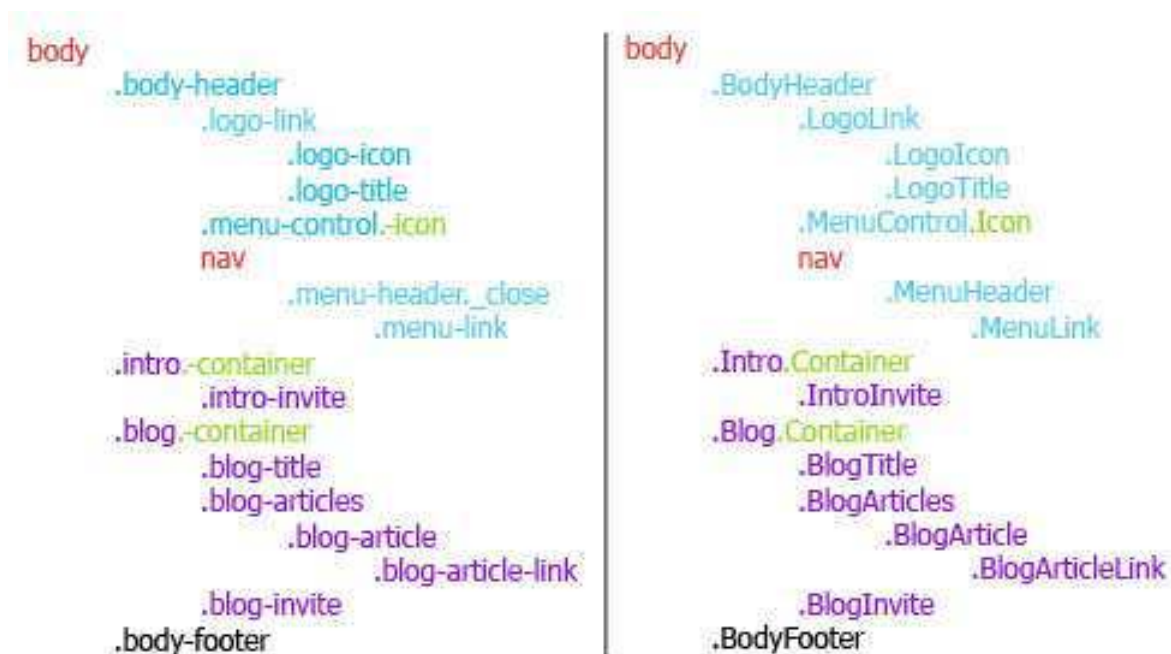 body
.body-header
.logo-link
.logo-icon
.logo-title
.menu-control.-icon
nav
.menu-header._close
.menu-link
.intro.-container
.intro-invite
.blog.-container
.blog-title
.blog-articles
.blog-article
.blog-article-link
.blog-invite
.body-footer
body
.BodyHeader
.LogoLink
.LogoIcon
.LogoTitle
.MenuControl.Icon
nav
.MenuHeader
.MenuLink
.Intro.Container
.IntroInvite
.Blog.Container
.BlogTitle
.BlogArticles
.BlogArticle
.BlogArticleLink
.BlogInvite
.BodyFooter